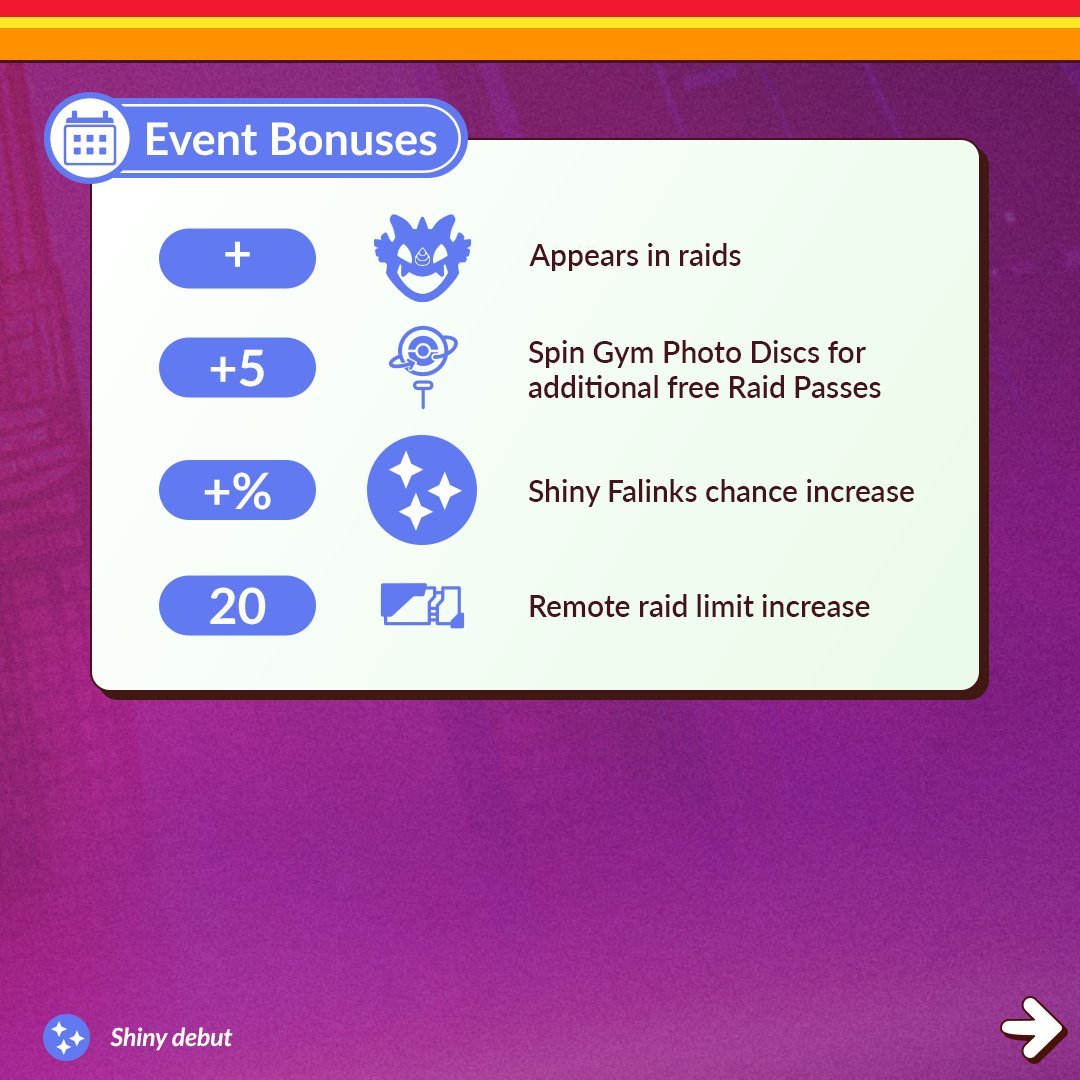 Event Bonuses
+
Appears in raids
+5
Spin Gym Photo Discs for
additional free Raid Passes
+%
Shiny Falinks chance increase
20
Remote raid limit increase
Shiny debut